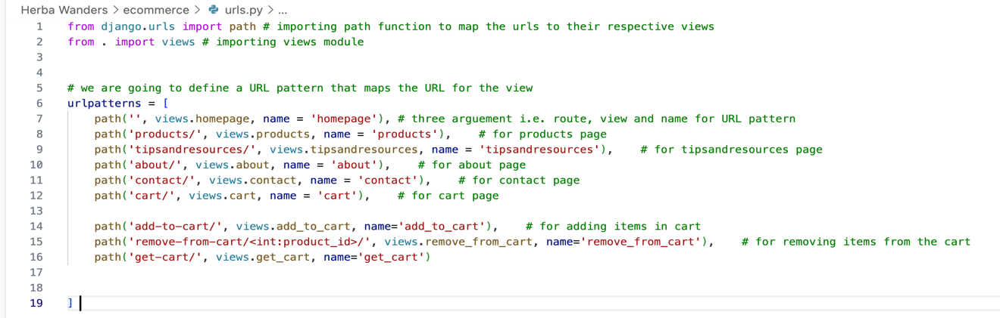 Herba Wanders > ecommerce > urls.py > ...
1 from django.urls import path # importing path function to map the urls to their respective views
2 from . import views # importing views module
3
4
5 # we are going to define a URL pattern that maps the URL for the view
6 urlpatterns = [
7     path('', views.homepage, name = 'homepage'), # three arguement i.e. route, view and name for URL pattern
8     path('products/', views.products, name = 'products'),    # for products page
9     path('tipsandresources/', views.tipsandresources, name = 'tipsandresources'),    # for tipsandresources page
10     path('about/', views.about, name = 'about'),    # for about page
11     path('contact/', views.contact, name = 'contact'),    # for contact page
12     path('cart/', views.cart, name = 'cart'),    # for cart page
13
14     path('add-to-cart/', views.add_to_cart, name='add_to_cart'),    # for adding items in cart
15     path('remove-from-cart/<int:product_id>/', views.remove_from_cart, name='remove_from_cart'),    # for removing items from the cart
16     path('get-cart/', views.get_cart, name='get_cart')
17
18
19 ]